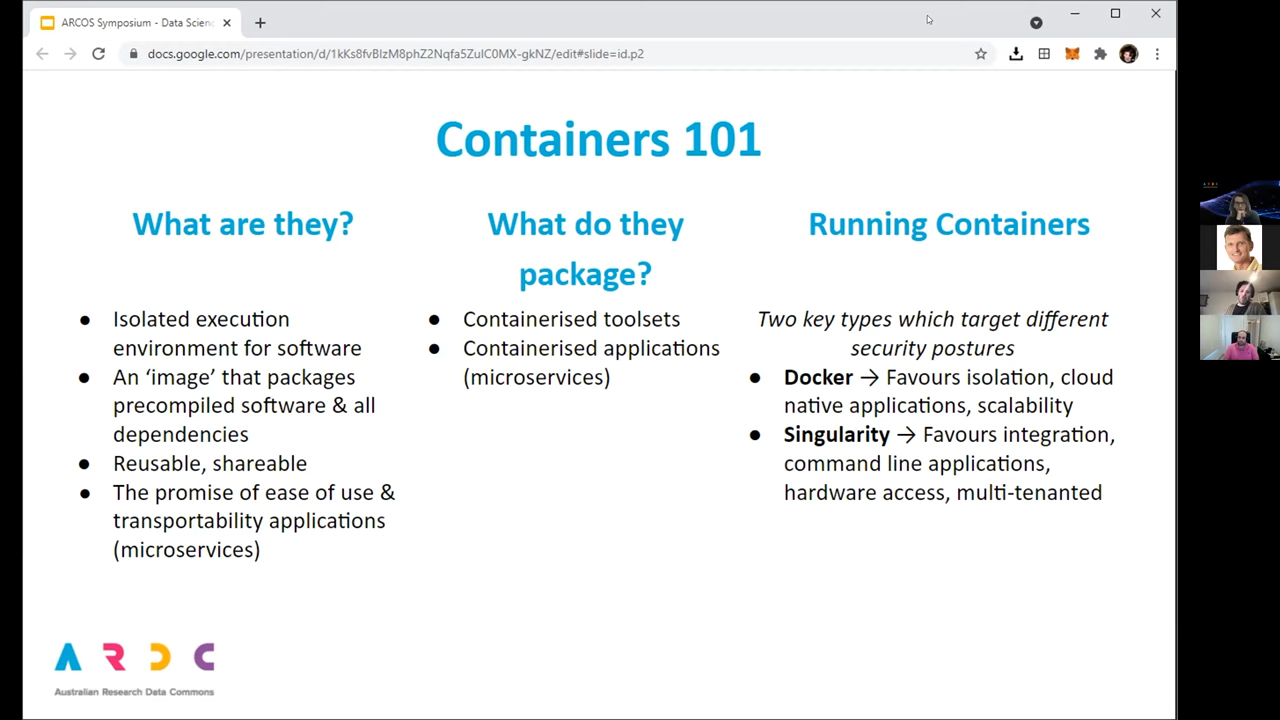 ARCOS Symposium - Data Scienc
docs.google.com/presentation/d/1kKs8fvBlzM8phZ2Nqfa5ZulC0MX-gkNZ/edit#slide=id.p2
Containers 101
What are they?
Isolated execution
environment for software
An ‘image’ that packages
precompiled software & all
dependencies
Reusable, shareable
The promise of ease of use &
transportability applications
(microservices)
What do they
package?
Containerised toolsets
Containerised applications
(microservices)
Running Containers
Two key types which target different
security postures
Docker → Favours isolation, cloud
native applications, scalability
Singularity → Favours integration,
command line applications,
hardware access, multi-tenanted
ARDC
Australian Research Data Commons